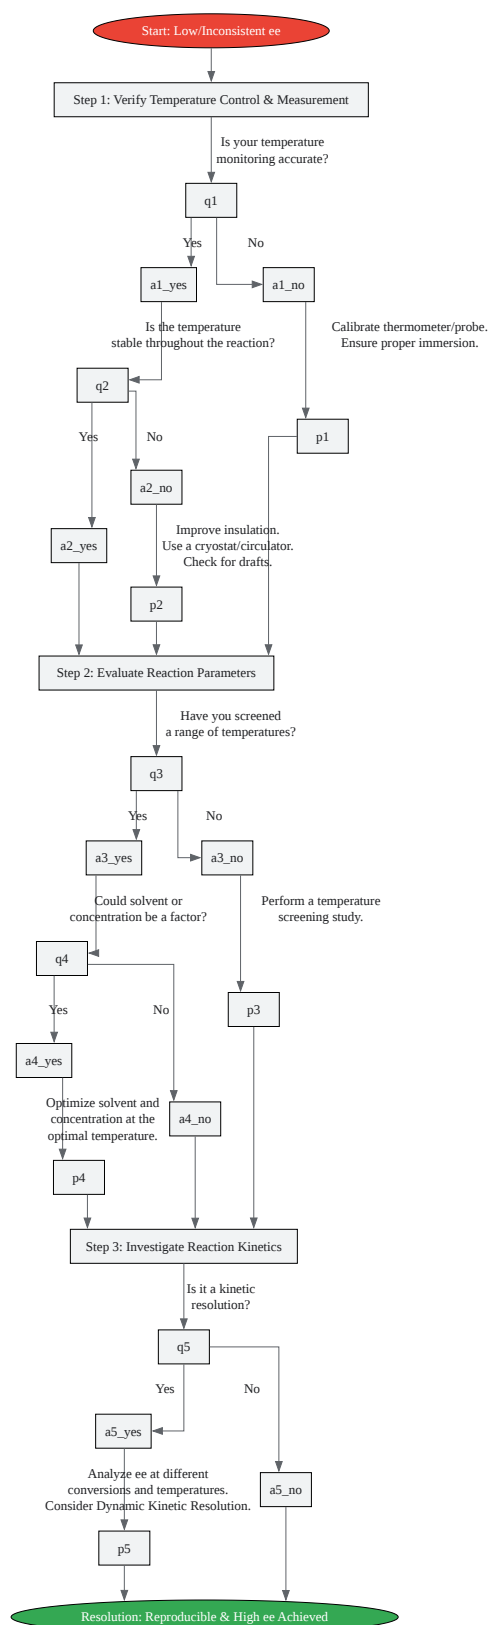 Start: Low/Inconsistent ee
Step 1: Verify Temperature Control & Measurement
Is your temperature
monitoring accurate?
q1
Yes
No
a1_yes
a1_no
Is the temperature
stable throughout the reaction?
Calibrate thermometer/probe.
Ensure proper immersion.
q2
p1
Yes
No
a2_no
a2_yes
Improve insulation.
Use a cryostat/circulator.
Check for drafts.
p2
Step 2: Evaluate Reaction Parameters
Have you screened
a range of temperatures?
q3
Yes
No
a3_yes
a3_no
Could solvent or
concentration be a factor?
Perform a temperature
screening study.
q4
p3
Yes
No
a4_yes
Optimize solvent and
concentration at the
optimal temperature.
a4_no
p4
Step 3: Investigate Reaction Kinetics
Is it a kinetic
resolution?
q5
Yes
No
a5_yes
Analyze ee at different
conversions and temperatures.
Consider Dynamic Kinetic Resolution.
a5_no
p5
Resolution: Reproducible & High ee Achieved